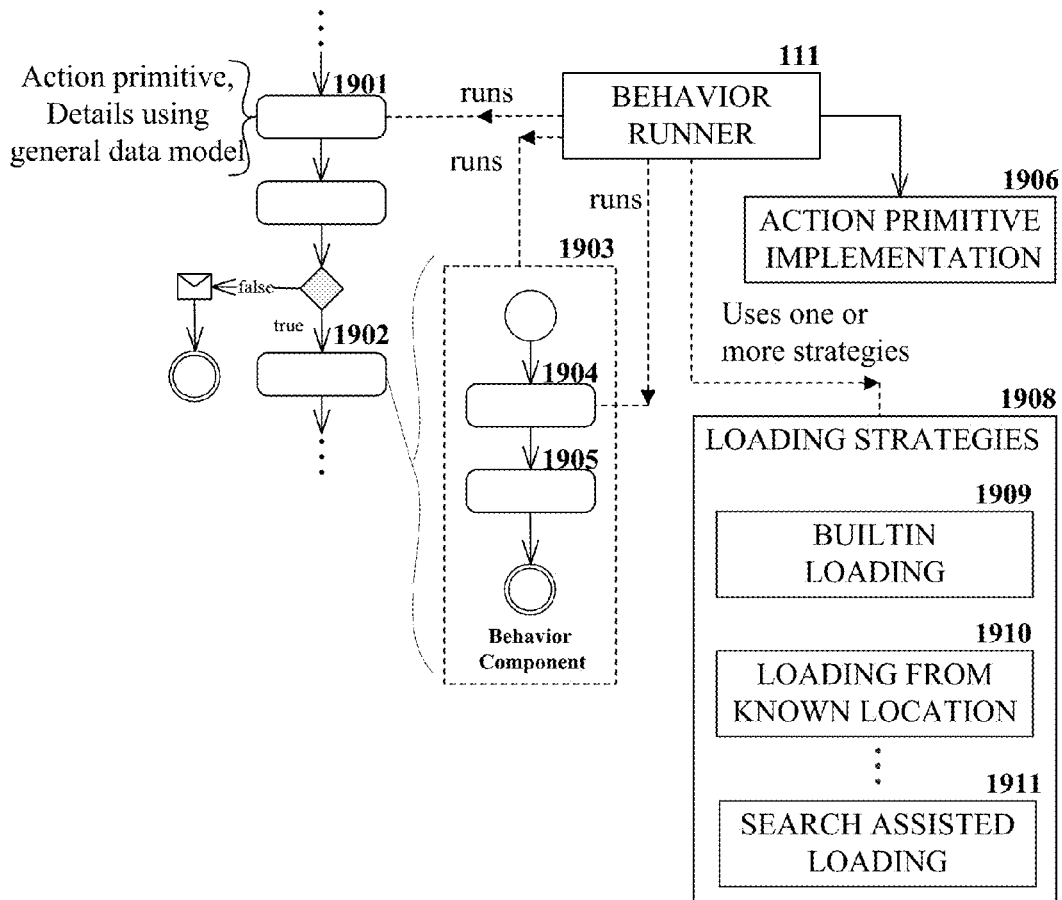 Action primitive,
Details using
general data model
1901
runs
runs
runs
111
BEHAVIOR
RUNNER
1906
ACTION PRIMITIVE
IMPLEMENTATION
false
true
1902
1903
1904
1905
Behavior
Component
Uses one or
more strategies
1908
LOADING STRATEGIES
1909
BUILTIN
LOADING
1910
LOADING FROM
KNOWN LOCATION
1911
SEARCH ASSISTED
LOADING